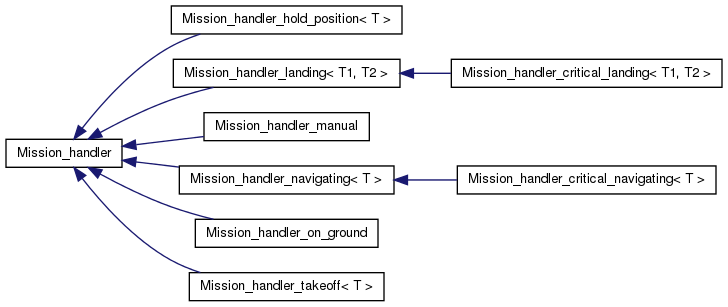 Mission_handler_hold_position< T >
Mission_handler_landing< T1, T2 >
Mission_handler_critical_landing< T1, T2 >
Mission_handler_manual
Mission_handler
Mission_handler_navigating< T >
Mission_handler_critical_navigating< T >
Mission_handler_on_ground
Mission_handler_takeoff< T >